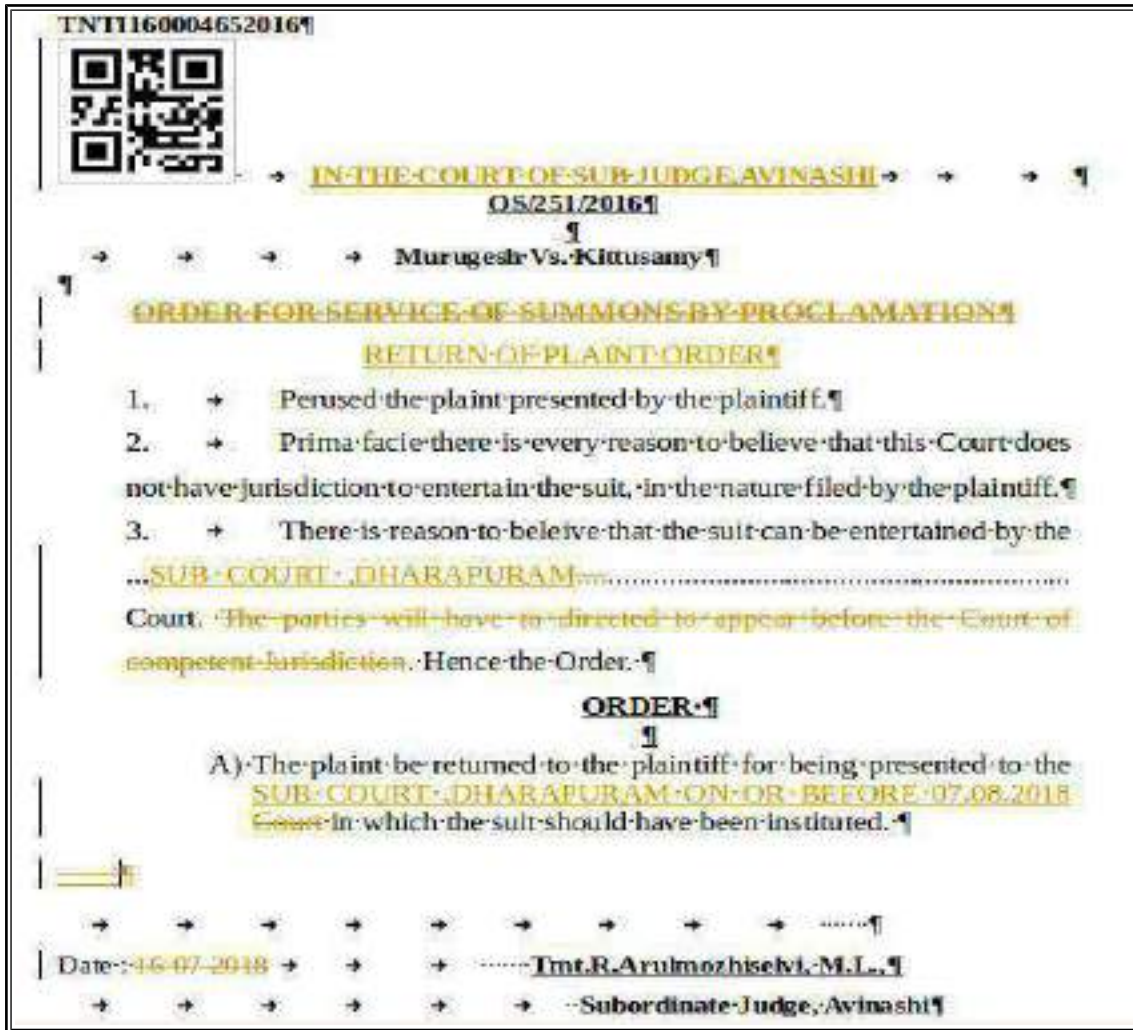 TNTI160004652016¶
→ IN·THE·COURT·OF·SUB·JUDGE,AVINASHI→ → → ¶
OS/251/2016¶
¶
→ → → → Murugesh·Vs.·Kittusamy¶
¶
ORDER·FOR·SERVICE·OF·SUMMONS·BY·PROCLAMATION¶
RETURN·OF·PLAINT·ORDER¶
1. → Perused·the·plaint·presented·by·the·plaintiff.¶
2. → Prima·facie·there·is·every·reason·to·believe·that·this·Court·does
not·have·jurisdiction·to·entertain·the·suit,·in·the·nature·filed·by·the·plaintiff.¶
3. → There·is·reason·to·beleive·that·the·suit·can·be·entertained·by·the
...SUB·COURT·,DHARAPURAM..........................................................
Court.·The·parties·will·have·to·directed·to·appear·before·the·Court·of
competent·Jurisdiction.·Hence·the·Order.·¶
ORDER·¶
¶
A)·The·plaint·be·returned·to·the·plaintiff·for·being·presented·to·the
SUB·COURT·,DHARAPURAM·ON·OR·BEFORE·07.08.2018
Court·in·which·the·suit·should·have·been·instituted.·¶
¶
→ → → → → → → → → ······¶
Date·:·16-07-2018 → → → ······Tmt.R.Arulmozhiselvi,·M.L.,¶
→ → → → → → ··Subordinate·Judge,·Avinashi¶